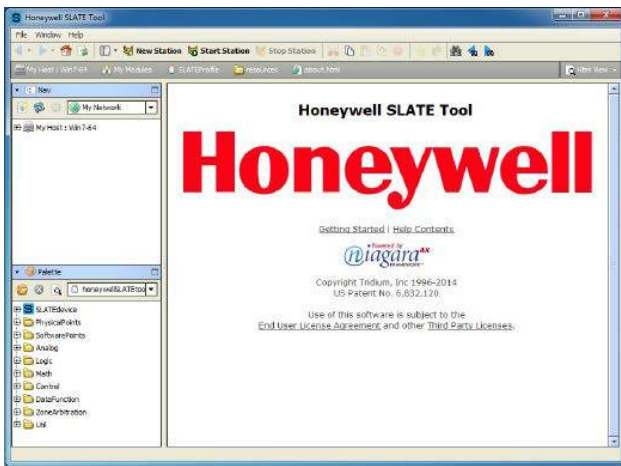 Honeywell SLATE Tool
File Window Help
New Station Start Station Stop Station
My Host : Win7-64 My Modules SLATEProfile resources about.html Html View
Nav
My Network
My Host : Win7-64
Honeywell SLATE Tool
Honeywell
Getting Started | Help Contents
Powered by
niagara AX
Copyright Tridium, Inc 1996-2014
US Patent No. 6,832,120
Use of this software is subject to the
End User License Agreement and other Third Party Licenses.
Palette
honeywellSLATEtool
SLATEdevice
PhysicalPoints
SoftwarePoints
Analog
Logic
Math
Control
DataFunction
ZoneArbitration
Util